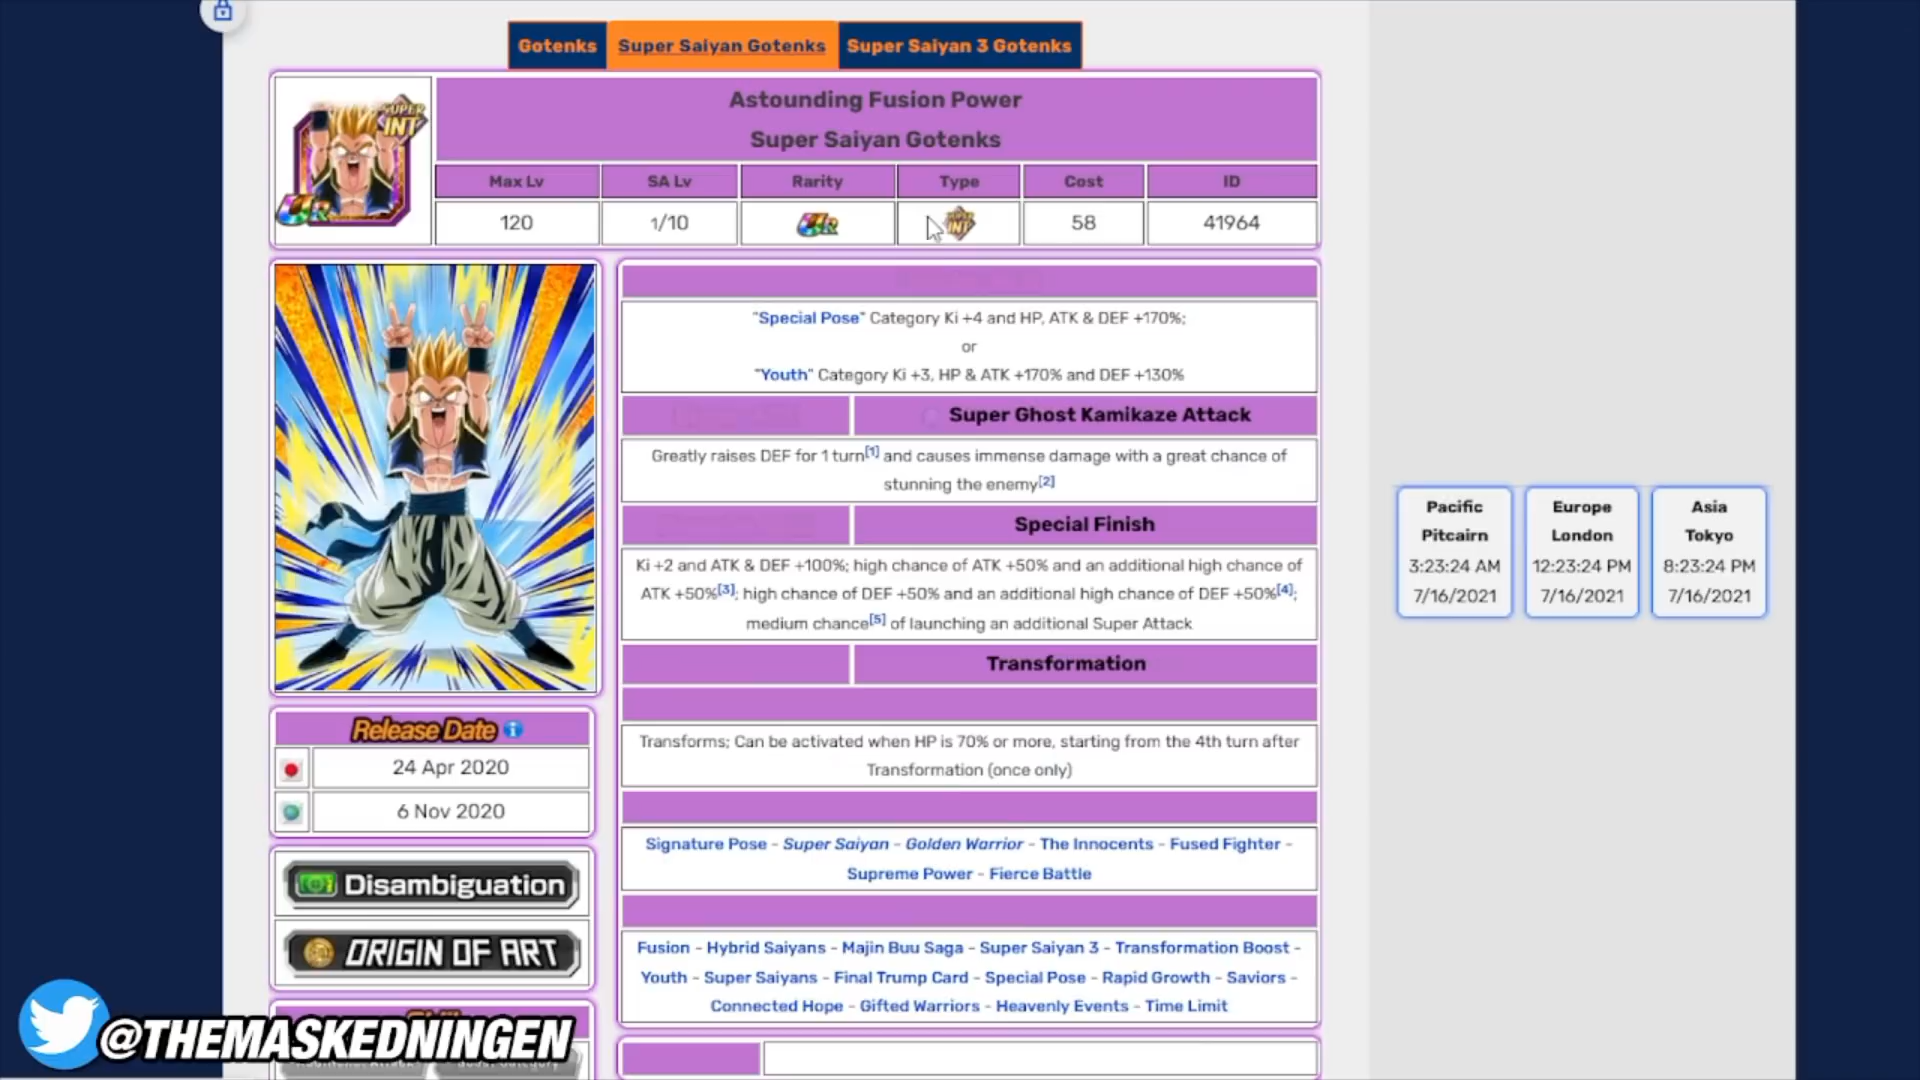 Gotenks Super Saiyan Gotenks Super Saiyan 3 Gotenks
SUPER INT
UR
Astounding Fusion Power
Super Saiyan Gotenks
Max Lv SA Lv Rarity Type Cost ID
120 1/10 UR SUPER INT 58 41964
"Special Pose" Category Ki +4 and HP, ATK & DEF +170%;
or
"Youth" Category Ki +3, HP & ATK +170% and DEF +130%
Super Ghost Kamikaze Attack
Greatly raises DEF for 1 turn[1] and causes immense damage with a great chance of
stunning the enemy[2]
Special Finish
Ki +2 and ATK & DEF +100%; high chance of ATK +50% and an additional high chance of
ATK +50%[3]; high chance of DEF +50% and an additional high chance of DEF +50%[4];
medium chance[5] of launching an additional Super Attack
Transformation
Transforms; Can be activated when HP is 70% or more, starting from the 4th turn after
Transformation (once only)
Signature Pose - Super Saiyan - Golden Warrior - The Innocents - Fused Fighter -
Supreme Power - Fierce Battle
Fusion - Hybrid Saiyans - Majin Buu Saga - Super Saiyan 3 - Transformation Boost -
Youth - Super Saiyans - Final Trump Card - Special Pose - Rapid Growth - Saviors -
Connected Hope - Gifted Warriors - Heavenly Events - Time Limit
Release Date
24 Apr 2020
6 Nov 2020
Disambiguation
ORIGIN OF ART
@THEMASKEDNINGEN
Pacific
Pitcairn
3:23:24 AM
7/16/2021
Europe
London
12:23:24 PM
7/16/2021
Asia
Tokyo
8:23:24 PM
7/16/2021